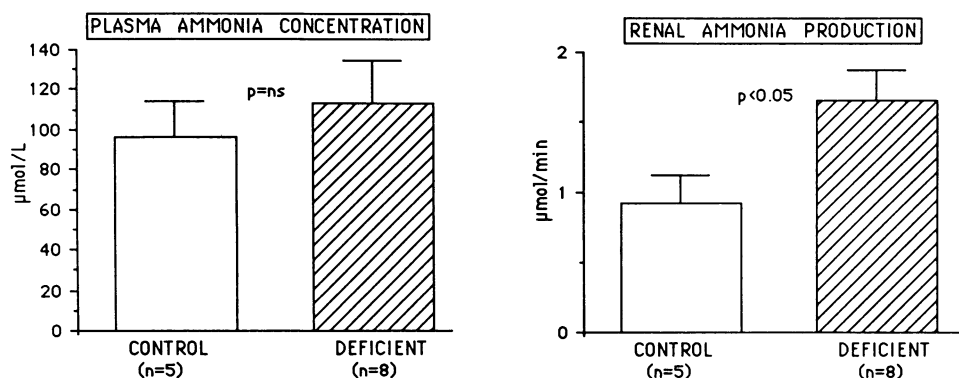 PLASMA AMMONIA CONCENTRATION
140
120
100
80
60
40
20
0
µmol/L
p=ns
CONTROL
(n=5)
DEFICIENT
(n=8)
RENAL AMMONIA PRODUCTION
2
1
0
µmol/min
p<0.05
CONTROL
(n=5)
DEFICIENT
(n=8)